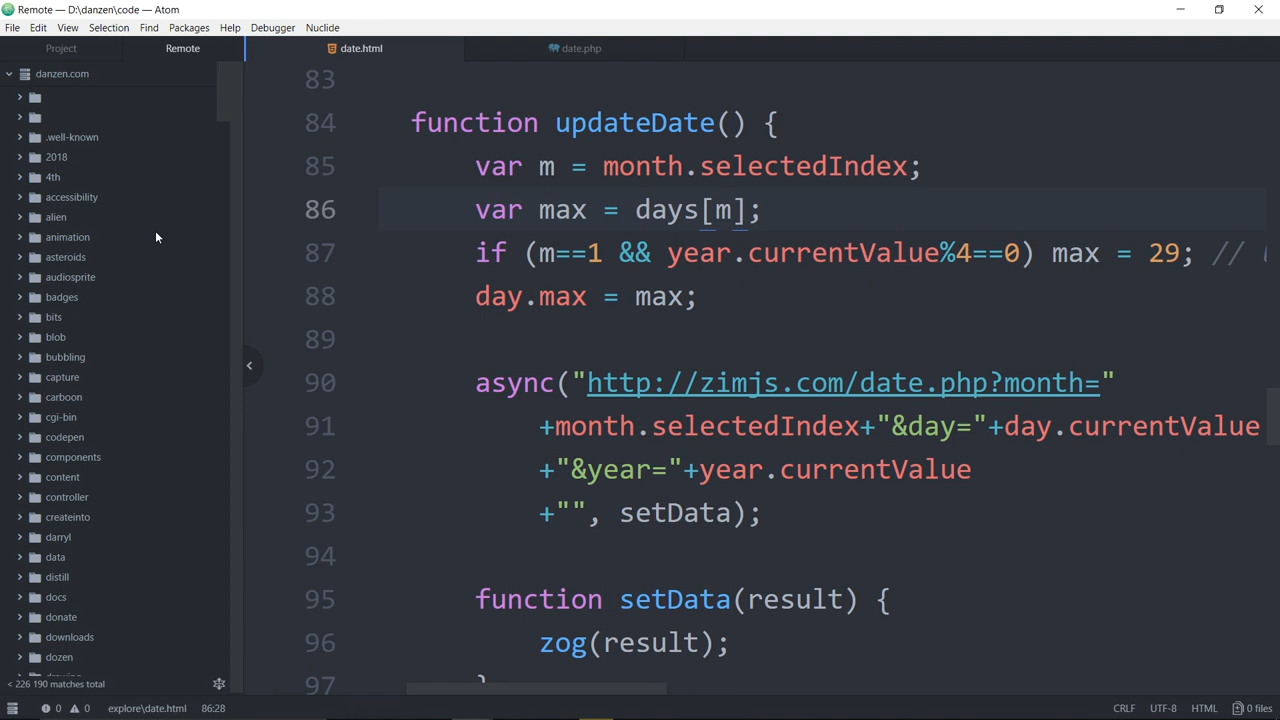 Remote — D:\danzen\code — Atom
File Edit View Selection Find Packages Help Debugger Nuclide
Project Remote date.html date.php
danzen.com
.well-known
2018
4th
accessibility
alien
animation
asteroids
audiosprite
badges
bits
blob
bubbling
capture
carboon
cgi-bin
codepen
components
content
controller
createinto
darryl
data
distill
docs
donate
downloads
dozen
< 226 190 matches total
83
84 function updateDate() {
85 var m = month.selectedIndex;
86 var max = days[m];
87 if (m==1 && year.currentValue%4==0) max = 29; //
88 day.max = max;
89
90 async("http://zimjs.com/date.php?month="
91 +month.selectedIndex+"&day="+day.currentValue
92 +"&year="+year.currentValue
93 +"", setData);
94
95 function setData(result) {
96 zog(result);
97 }
0 0 explore\date.html 86:28 CRLF UTF-8 HTML 0 files